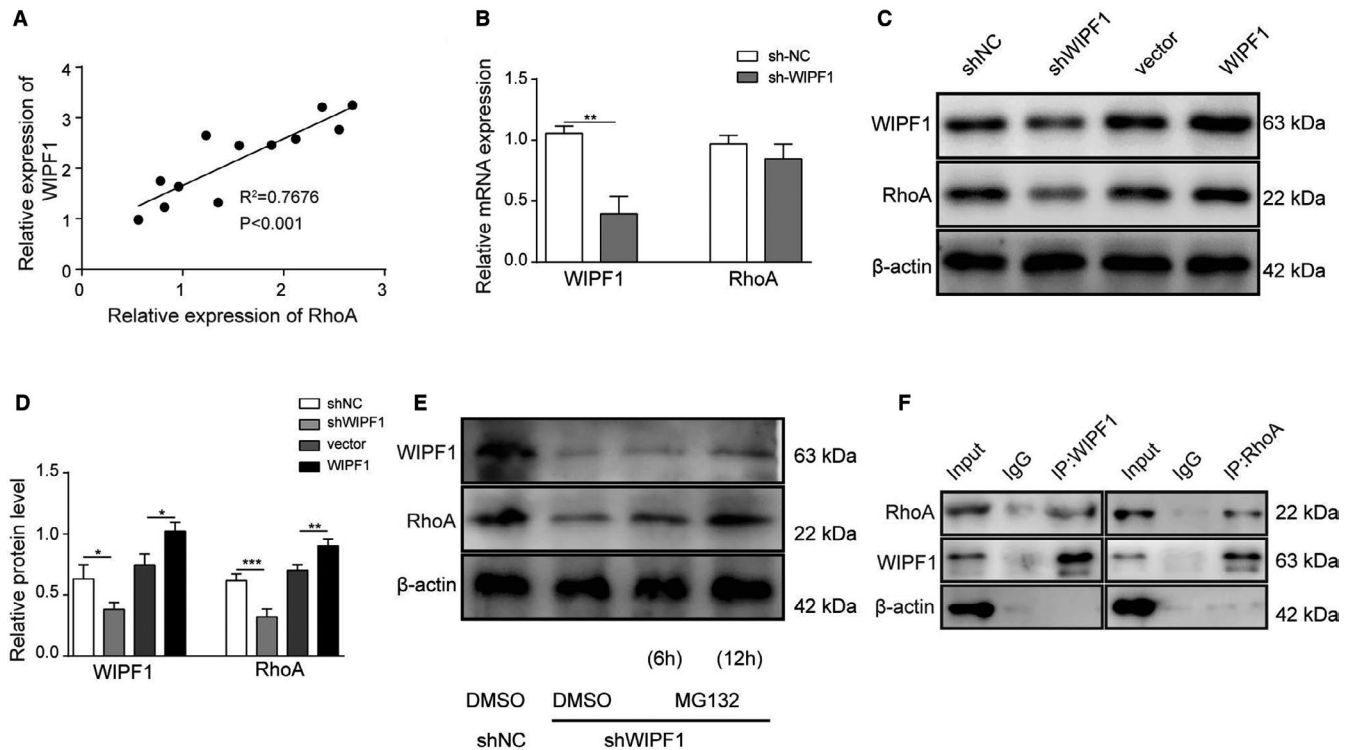 A
Relative expression of
WIPF1
4
3
2
1
0
R²=0.7676
P<0.001
0
1
2
3
Relative expression of RhoA
B
sh-NC
sh-WIPF1
Relative mRNA expression
1.5
1.0
0.5
0.0
**
WIPF1
RhoA
C
shNC
shWIPF1
vector
WIPF1
WIPF1
63 kDa
RhoA
22 kDa
β-actin
42 kDa
D
shNC
shWIPF1
vector
WIPF1
Relative protein level
1.5
1.0
0.5
0.0
*
*
***
**
WIPF1
RhoA
E
WIPF1
63 kDa
RhoA
22 kDa
β-actin
42 kDa
(6h)
(12h)
DMSO
DMSO
MG132
shNC
shWIPF1
F
Input
IgG
IP:WIPF1
Input
IgG
IP:RhoA
RhoA
22 kDa
WIPF1
63 kDa
β-actin
42 kDa